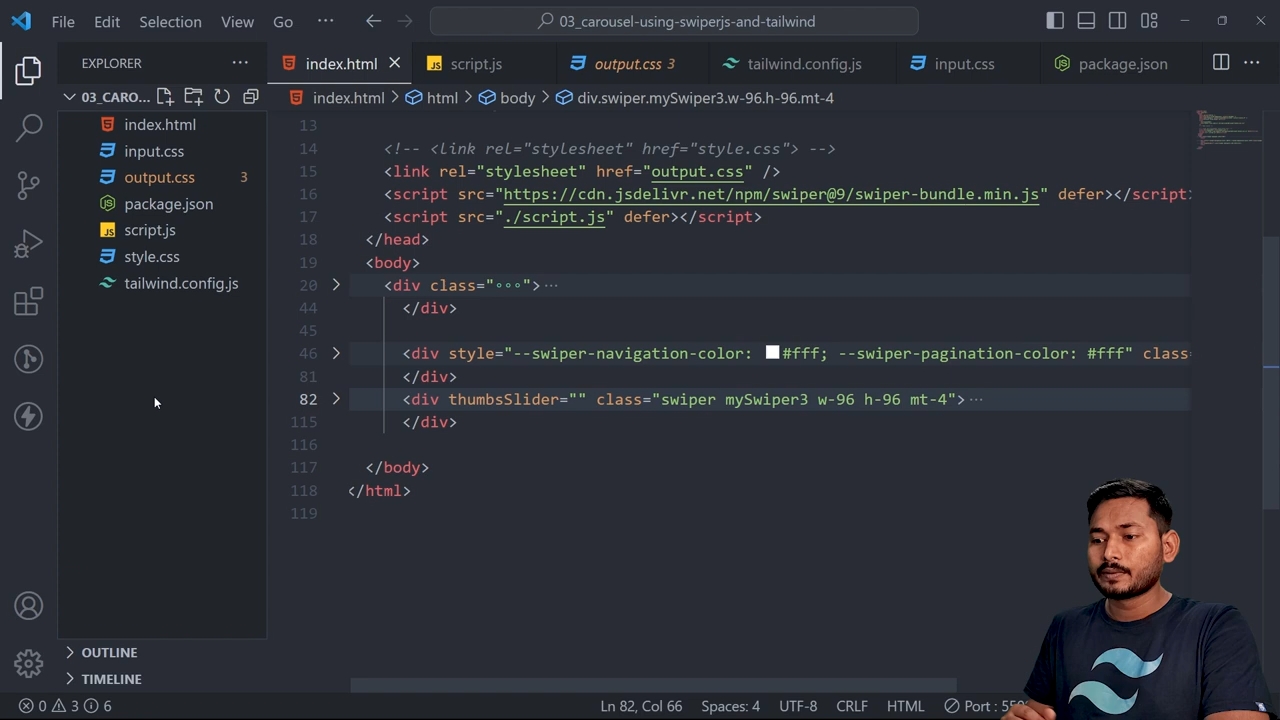 File Edit Selection View Go ··· 03_carousel-using-swiperjs-and-tailwind
EXPLORER ···
03_CARO...
index.html
input.css
output.css 3
package.json
script.js
style.css
tailwind.config.js
OUTLINE
TIMELINE
index.html script.js output.css 3 tailwind.config.js input.css package.json ···
index.html > html > body > div.swiper.mySwiper3.w-96.h-96.mt-4
13
14 <!-- <link rel="stylesheet" href="style.css"> -->
15 <link rel="stylesheet" href="output.css" />
16 <script src="https://cdn.jsdelivr.net/npm/swiper@9/swiper-bundle.min.js" defer></script>
17 <script src="./script.js" defer></script>
18 </head>
19 <body>
20 <div class="∘∘∘"> ···
44 </div>
45
46 <div style="--swiper-navigation-color: #fff; --swiper-pagination-color: #fff" class=
81 </div>
82 <div thumbsSlider="" class="swiper mySwiper3 w-96 h-96 mt-4"> ···
115 </div>
116
117 </body>
118 </html>
119
0 3 6 Ln 82, Col 66 Spaces: 4 UTF-8 CRLF HTML Port :